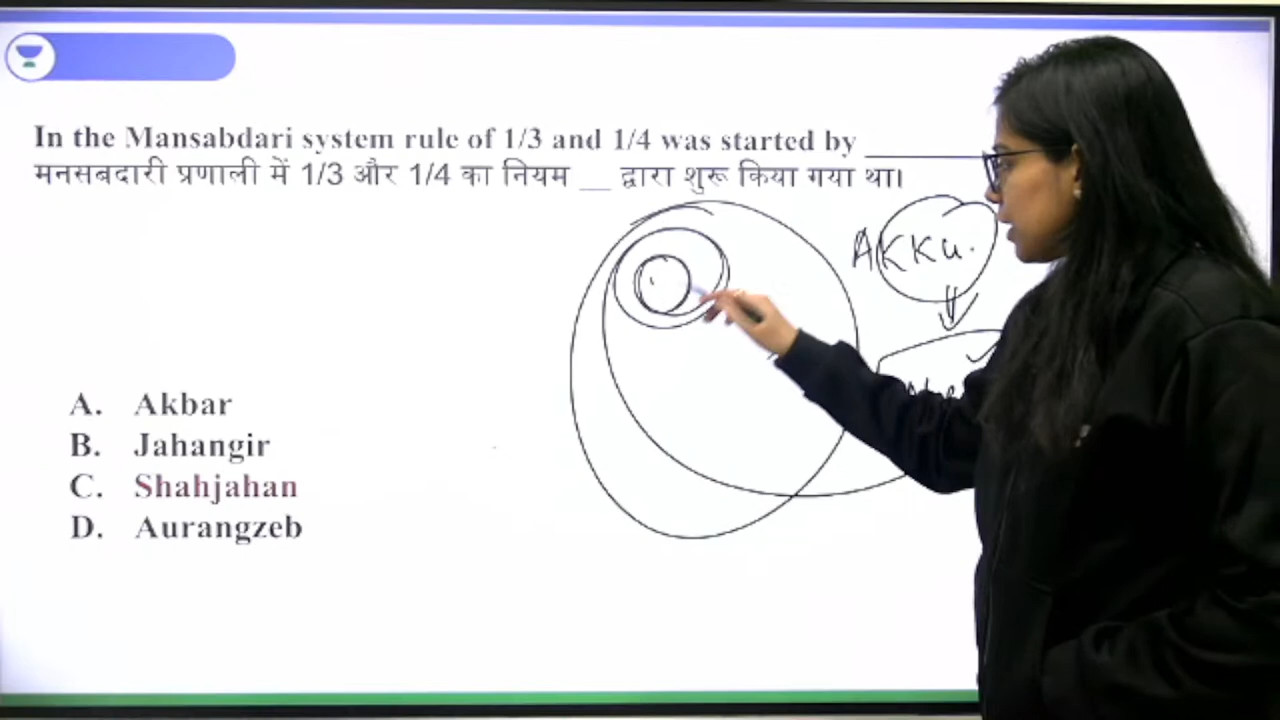 In the Mansabdari system rule of 1/3 and 1/4 was started by ________
मनसबदारी प्रणाली में 1/3 और 1/4 का नियम __ द्वारा शुरू किया गया था।
AKKU.
A. Akbar
B. Jahangir
C. Shahjahan
D. Aurangzeb